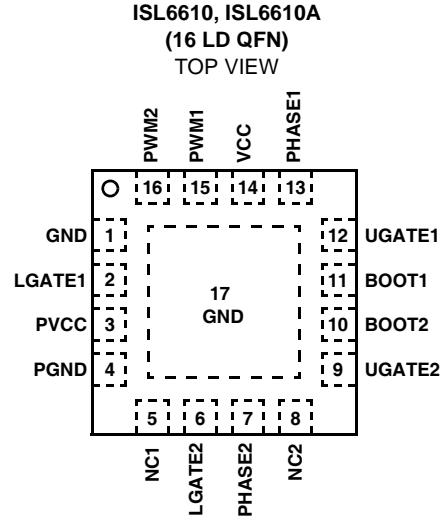 ISL6610, ISL6610A
(16 LD QFN)
TOP VIEW
PWM2
PWM1
VCC
PHASE1
16
15
14
13
GND 1
12 UGATE1
LGATE1 2
11 BOOT1
17
GND
PVCC 3
10 BOOT2
PGND 4
9 UGATE2
5
6
7
8
NC1
LGATE2
PHASE2
NC2